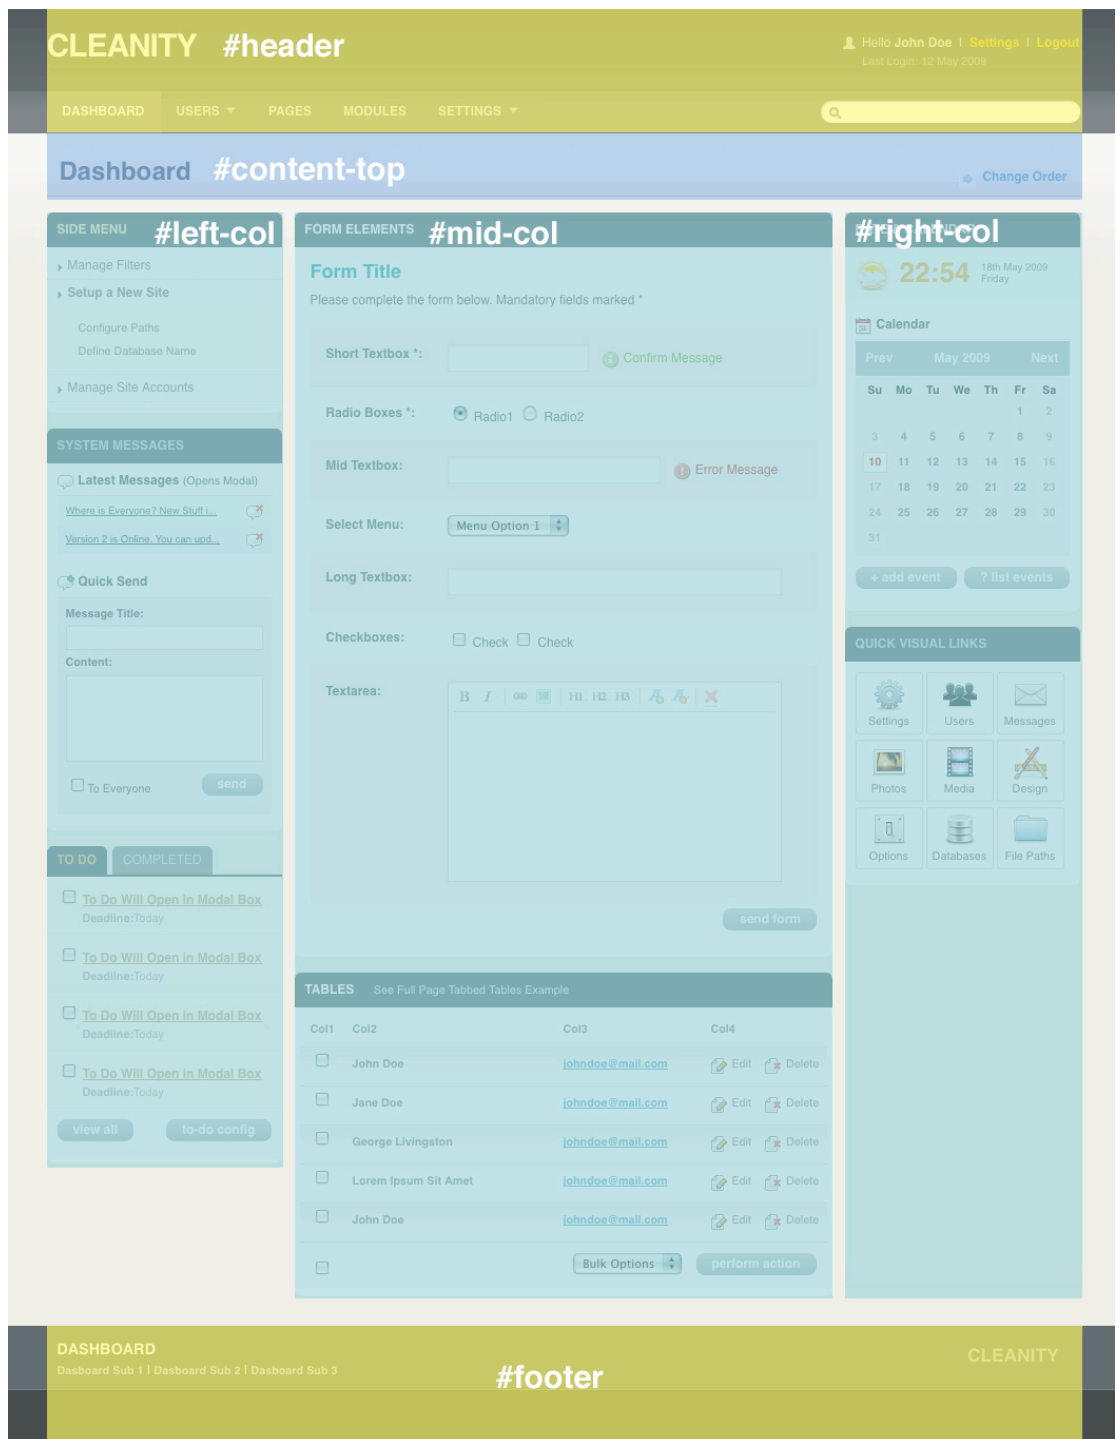 CLEANITY #header
Hello John Doe | Settings | Logout
Last Login: 12 May 2009
DASHBOARD USERS PAGES MODULES SETTINGS
Dashboard #content-top
Change Order
SIDE MENU #left-col
Manage Filters
Setup a New Site
Configure Paths
Define Database Name
Manage Site Accounts
SYSTEM MESSAGES
Latest Messages (Opens Modal)
Where is Everyone? New Stuff i...
Version 2 is Online. You can upd...
Quick Send
Message Title:
Content:
To Everyone send
TO DO COMPLETED
To Do Will Open in Modal Box
Deadline:Today
To Do Will Open in Modal Box
Deadline:Today
To Do Will Open in Modal Box
Deadline:Today
To Do Will Open in Modal Box
Deadline:Today
view all to-do config
FORM ELEMENTS #mid-col
Form Title
Please complete the form below. Mandatory fields marked *
Short Textbox *: Confirm Message
Radio Boxes *: Radio1 Radio2
Mid Textbox: Error Message
Select Menu: Menu Option 1
Long Textbox:
Checkboxes: Check Check
Textarea: B I H1 H2 H3
send form
TABLES See Full Page Tabbed Tables Example
Col1 Col2 Col3 Col4
John Doe johndoe@mail.com Edit Delete
Jane Doe johndoe@mail.com Edit Delete
George Livingston johndoe@mail.com Edit Delete
Lorem Ipsum Sit Amet johndoe@mail.com Edit Delete
John Doe johndoe@mail.com Edit Delete
Bulk Options perform action
#right-col
22:54 18th May 2009
Friday
Calendar
Prev May 2009 Next
Su Mo Tu We Th Fr Sa
1 2
3 4 5 6 7 8 9
10 11 12 13 14 15 16
17 18 19 20 21 22 23
24 25 26 27 28 29 30
31
+ add event ? list events
QUICK VISUAL LINKS
Settings Users Messages
Photos Media Design
Options Databases File Paths
DASHBOARD
Dasboard Sub 1 | Dasboard Sub 2 | Dasboard Sub 3
#footer
CLEANITY